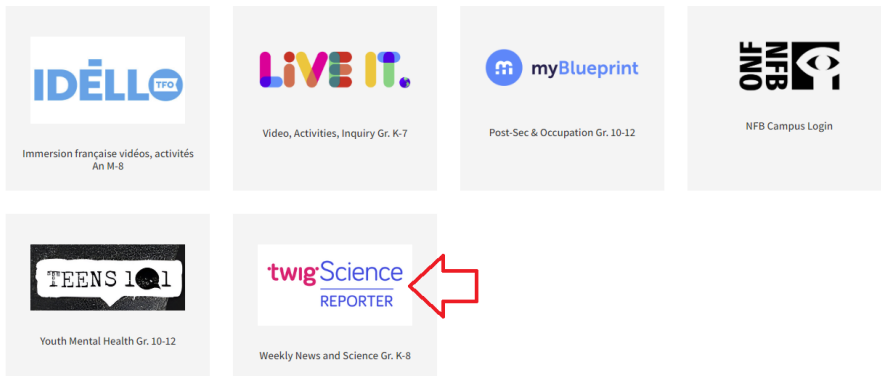 IDÉLLO
TFO
Immersion française vidéos, activités
An M-8
LiVE IT.
Video, Activities, Inquiry Gr. K-7
m myBlueprint
Post-Sec & Occupation Gr. 10-12
ONF
NFB
NFB Campus Login
TEENS 101
Youth Mental Health Gr. 10-12
twig Science
REPORTER
Weekly News and Science Gr. K-8